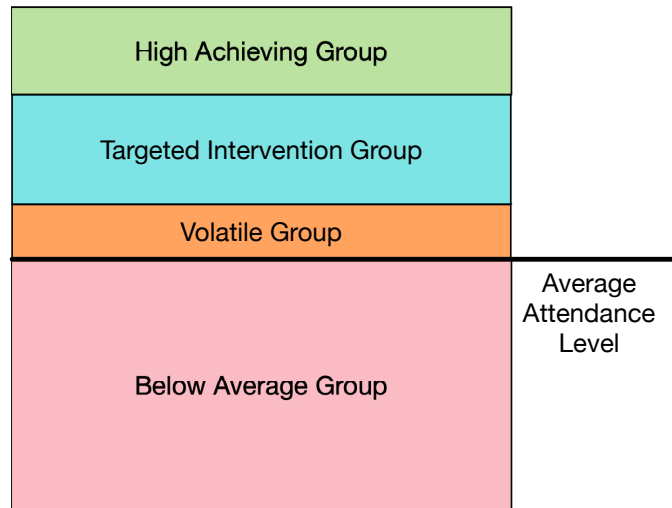 High Achieving Group
Targeted Intervention Group
Volatile Group
Average
Attendance
Level
Below Average Group